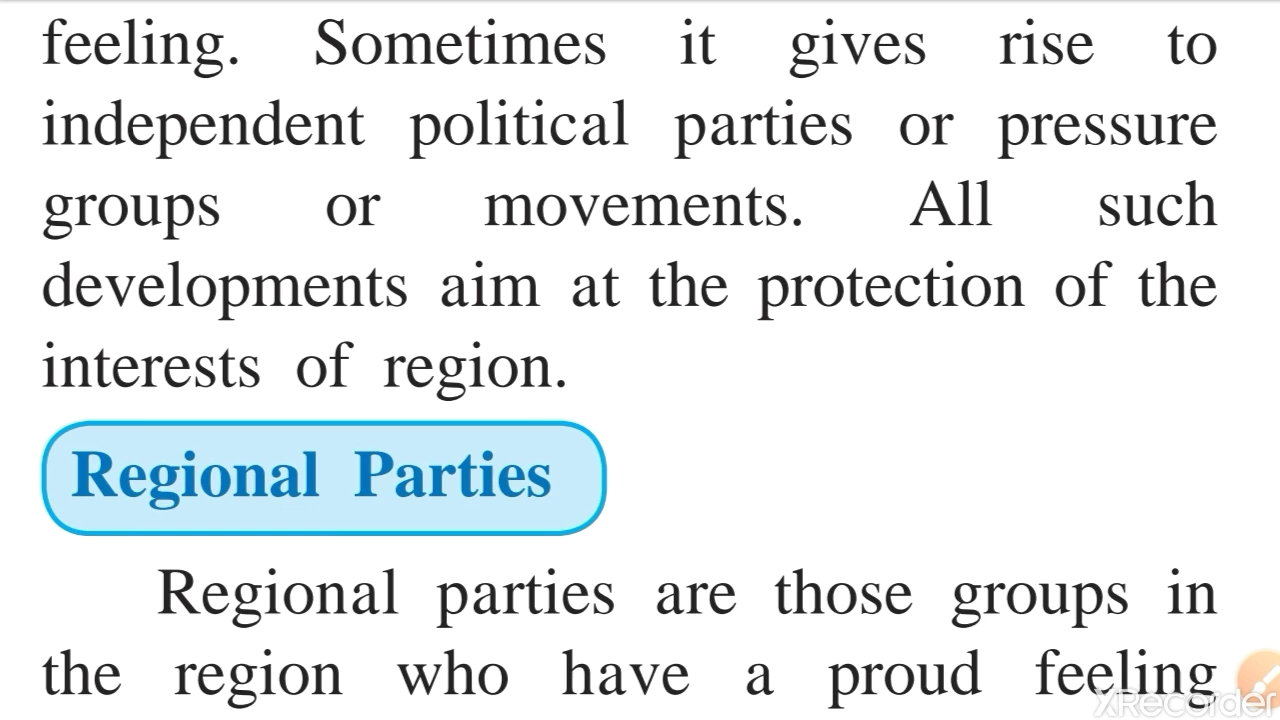 feeling. Sometimes it gives rise to
independent political parties or pressure
groups or movements. All such
developments aim at the protection of the
interests of region.
Regional Parties
Regional parties are those groups in
the region who have a proud feeling
XRecorder